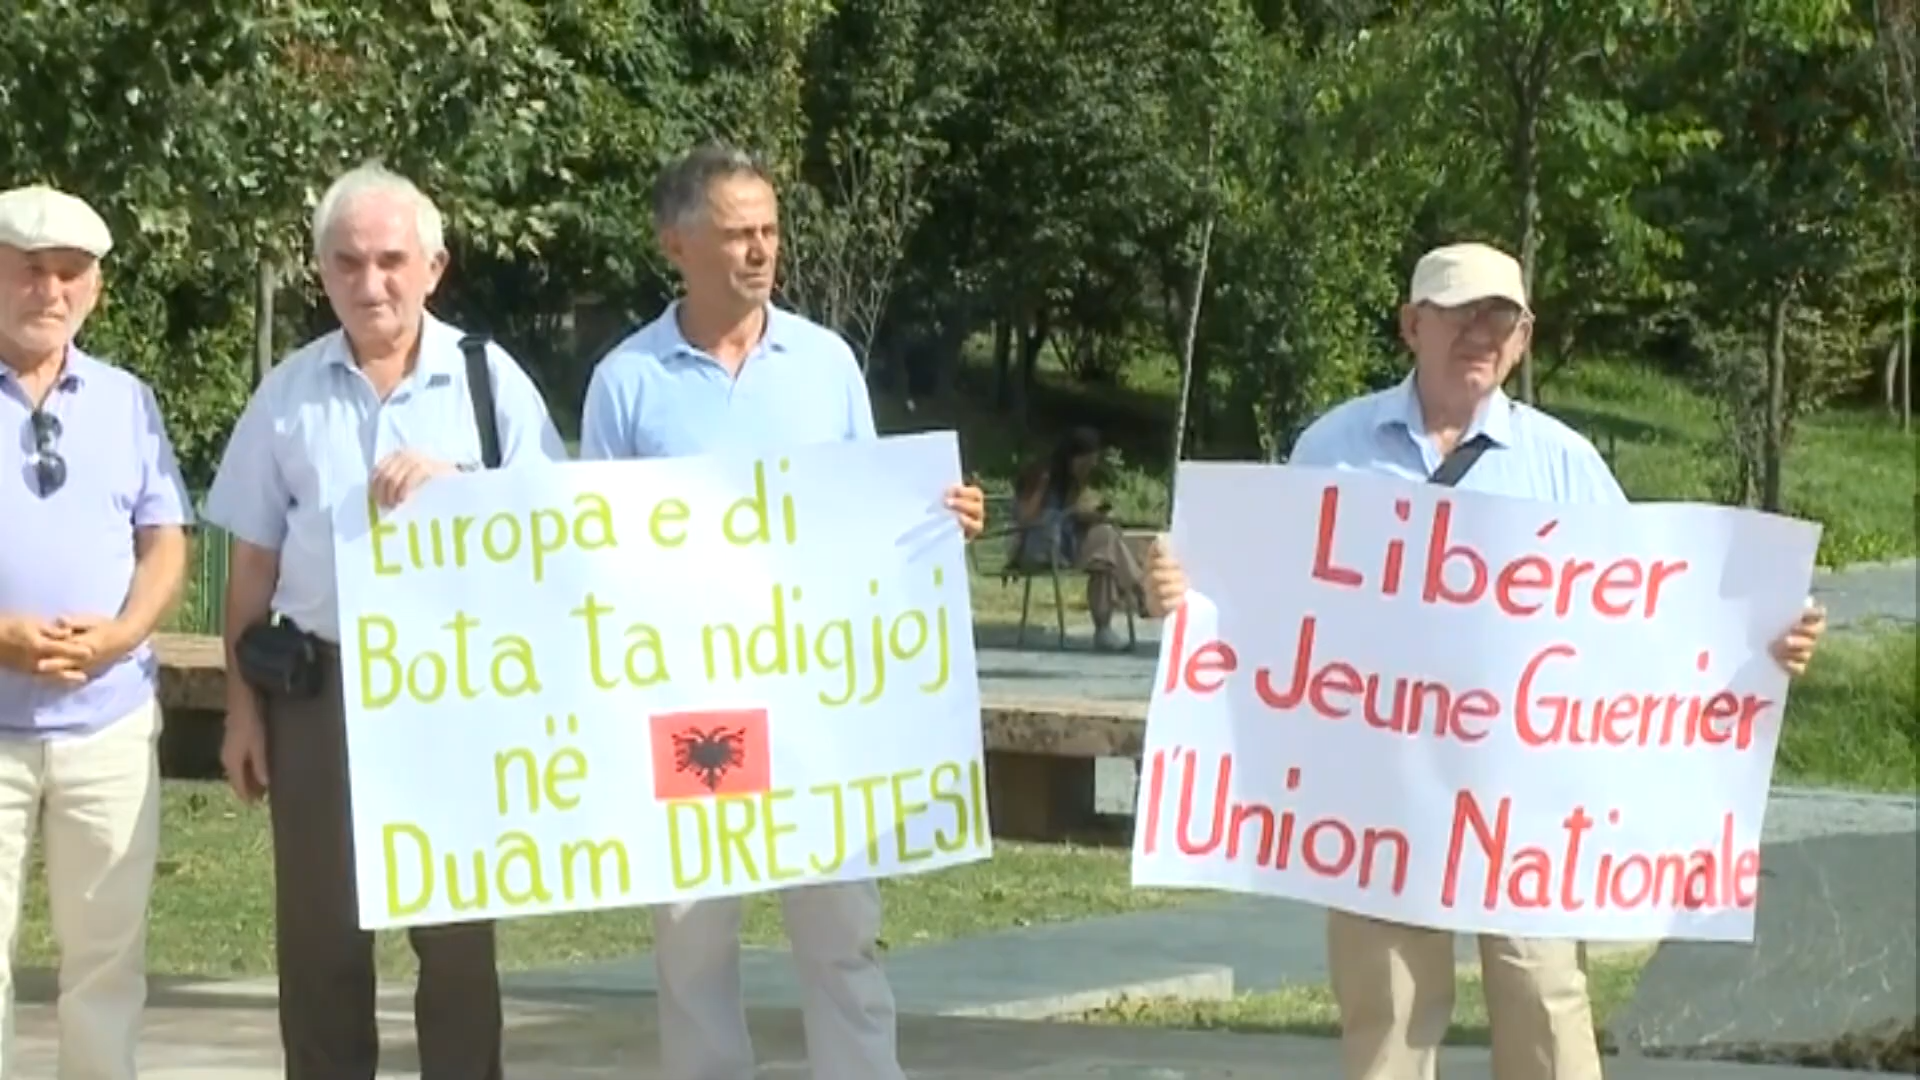 Europa e di
Bota ta ndigjoj
në
Duam DREJTESI
Libérer
le Jeune Guerrier
l'Union Nationale